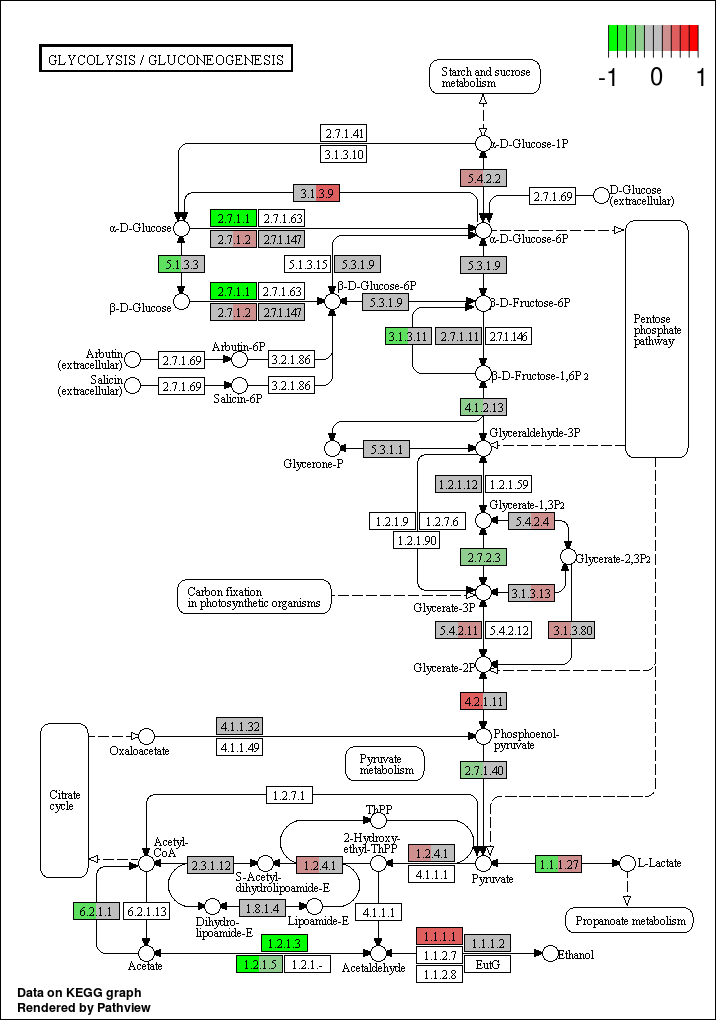 GLYCOLYSIS / GLUCONEOGENESIS
-1 0 1
Starch and sucrose
metabolism
2.7.1.41
3.1.3.10
α-D-Glucose-1P
5.4.2.2
3.1.3.9
2.7.1.69
D-Glucose
(extracellular)
α-D-Glucose
2.7.1.1
2.7.1.63
2.7.1.2
2.7.1.147
α-D-Glucose-6P
5.1.3.3
5.1.3.15
5.3.1.9
5.3.1.9
β-D-Glucose
2.7.1.1
2.7.1.63
2.7.1.2
2.7.1.147
β-D-Glucose-6P
5.3.1.9
β-D-Fructose-6P
Pentose
phosphate
pathway
3.1.3.11
2.7.1.11
2.7.1.146
Arbutin
(extracellular)
2.7.1.69
Arbutin-6P
3.2.1.86
Salicin
(extracellular)
2.7.1.69
Salicin-6P
3.2.1.86
β-D-Fructose-1,6P2
4.1.2.13
Glyceraldehyde-3P
Glycerone-P
5.3.1.1
1.2.1.12
1.2.1.59
Glycerate-1,3P2
1.2.1.9
1.2.7.6
1.2.1.90
5.4.2.4
2.7.2.3
Glycerate-2,3P2
Carbon fixation
in photosynthetic organisms
Glycerate-3P
3.1.3.13
5.4.2.11
5.4.2.12
3.1.3.80
Glycerate-2P
4.2.1.11
Oxaloacetate
4.1.1.32
4.1.1.49
Phosphoenol-
pyruvate
Pyruvate
metabolism
2.7.1.40
Citrate
cycle
1.2.7.1
ThPP
Acetyl-
CoA
2.3.1.12
S-Acetyl-
dihydrolipoamide-E
1.2.4.1
2-Hydroxy-
ethyl-ThPP
1.2.4.1
4.1.1.1
Pyruvate
1.1.1.27
L-Lactate
6.2.1.1
6.2.1.13
Dihydro-
lipoamide-E
1.8.1.4
Lipoamide-E
4.1.1.1
Propanoate metabolism
Acetate
1.2.1.3
1.2.1.5
1.2.1.-
Acetaldehyde
1.1.1.1
1.1.1.2
1.1.2.7
EutG
1.1.2.8
Ethanol
Data on KEGG graph
Rendered by Pathview